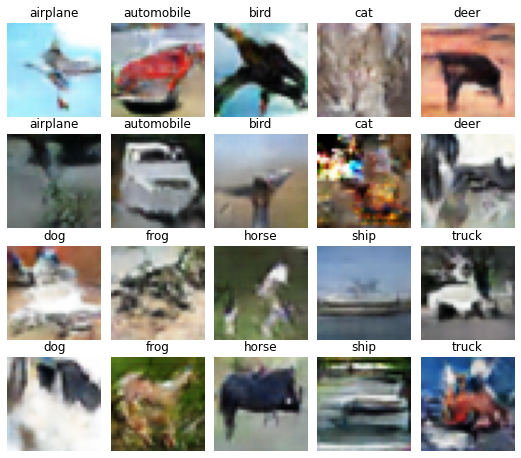 airplane automobile bird cat deer
airplane automobile bird cat deer
dog frog horse ship truck
dog frog horse ship truck